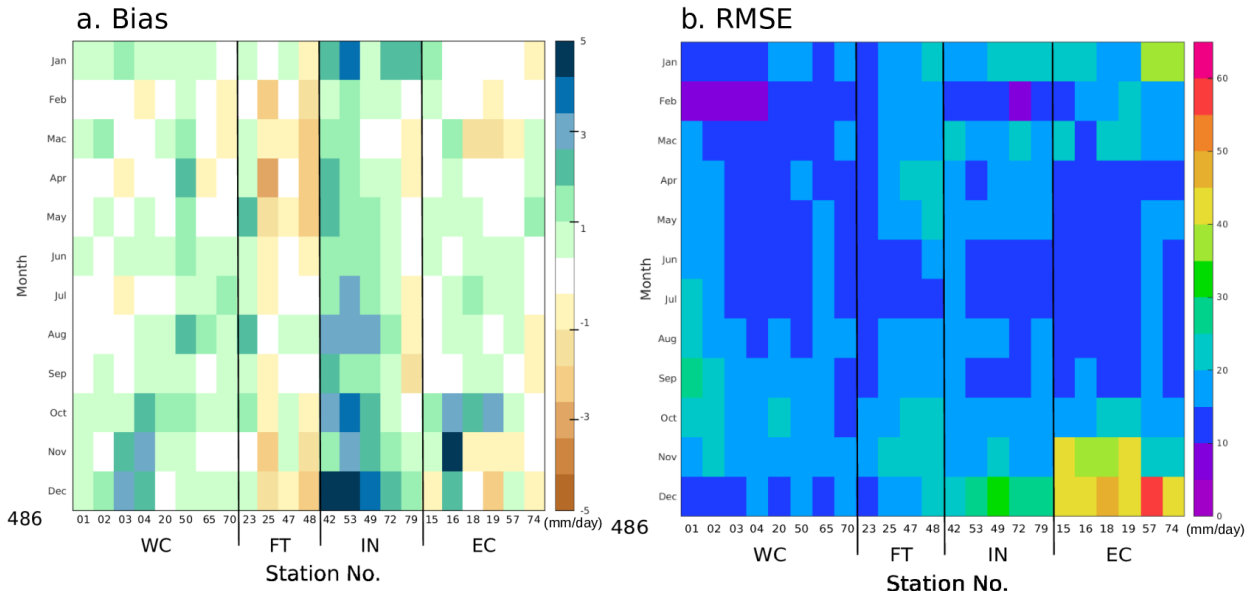 a. Bias
Jan
Feb
Mac
Apr
May
Jun
Jul
Aug
Sep
Oct
Nov
Dec
Month
486
01 02 03 04 20 50 65 70 23 25 47 48 42 53 49 72 79 15 16 18 19 57 74
WC FT IN EC
Station No.
5
3
1
-1
-3
-5
(mm/day)
b. RMSE
Jan
Feb
Mac
Apr
May
Jun
Jul
Aug
Sep
Oct
Nov
Dec
Month
486
01 02 03 04 20 50 65 70 23 25 47 48 42 53 49 72 79 15 16 18 19 57 74
WC FT IN EC
Station No.
60
50
40
30
20
10
0
(mm/day)